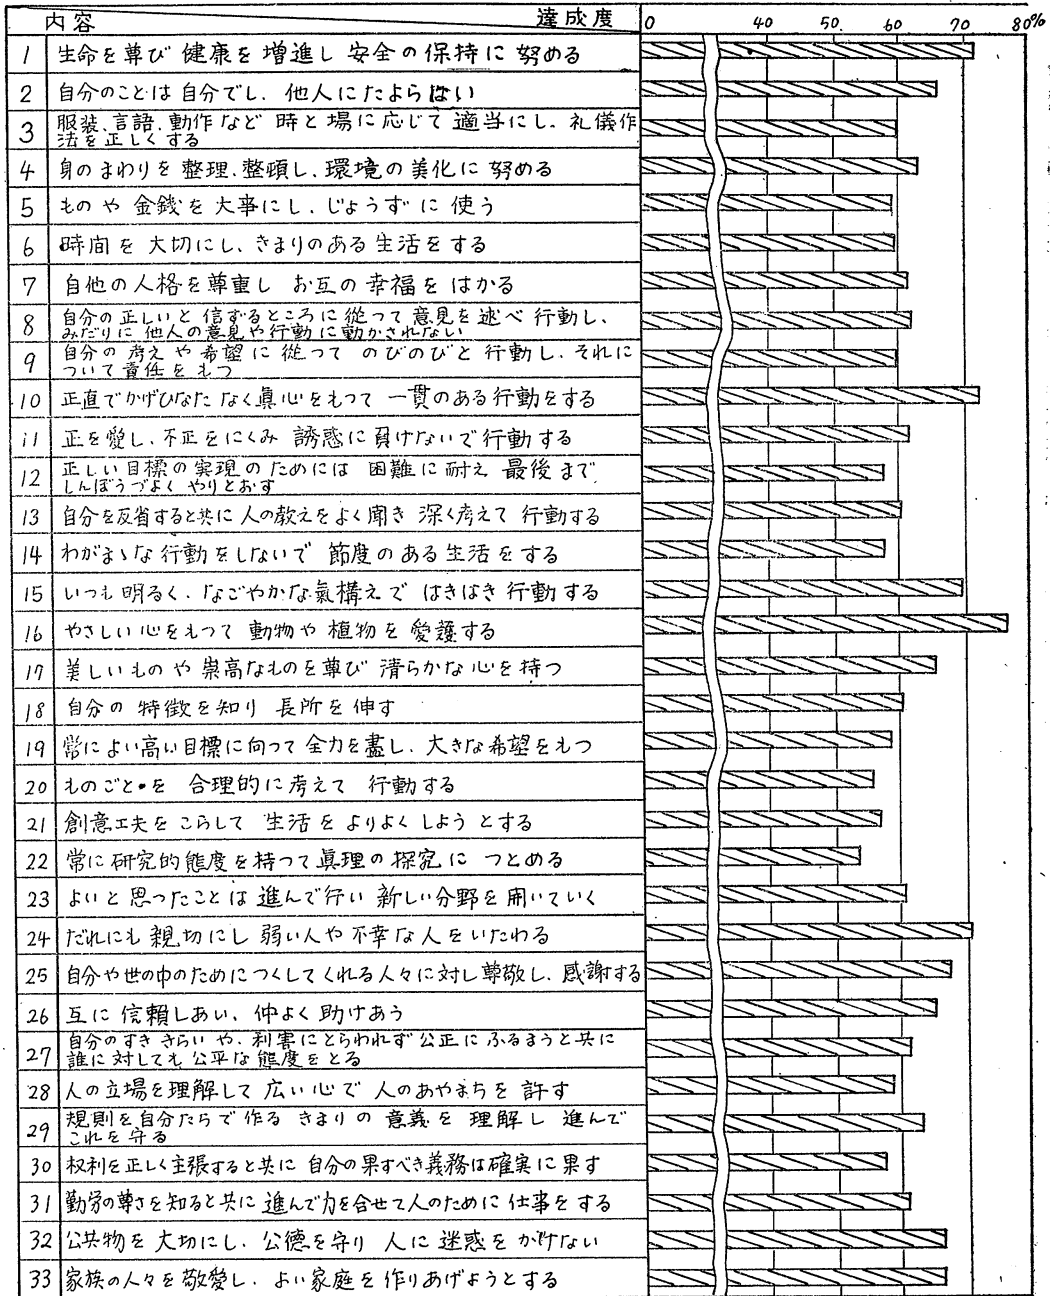 内容 達成度 0 40 50 60 70 80%
1 生命を尊び 健康を増進し 安全の保持に努める
2 自分のことは自分でし、他人にたよらない
3 服装、言語、動作など 時と場に応じて適当にし、礼儀作
法を正しくする
4 身のまわりを整理、整頓し、環境の美化に努める
5 ものや金銭を大事にし、じょうずに使う
6 時間を大切にし、きまりのある生活をする
7 自他の人格を尊重し お互の幸福をはかる
8 自分の正しいと信ずるところに従つて意見を述べ行動し、
みだりに他人の意見や行動に動かされない
9 自分の考えや希望に従つて のびのびと行動し、それに
ついて責任をもつ
10 正直でかげひなたなく眞心をもつて 一貫のある行動をする
11 正を愛し、不正をにくみ 誘惑に負けないで行動する
12 正しい目標の実現のためには 困難に耐え 最後まで
しんぼうづよくやりとおす
13 自分を反省すると共に人の教えをよく聞き 深く考えて行動する
14 わがまゝな行動をしないで 節度のある生活をする
15 いつも明るく、なごやかな氣構えで はきはき行動する
16 やさしい心をもつて 動物や植物を愛護する
17 美しいものや崇高なものを尊び 清らかな心を持つ
18 自分の特徴を知り 長所を伸す
19 常によい高い目標に向つて全力を盡し、大きな希望をもつ
20 ものごとを 合理的に考えて 行動する
21 創意工夫をこらして 生活をよりよくしようとする
22 常に研究的態度を持つて眞理の探究に つとめる
23 よいと思ったことは進んで行い 新しい分野を開いていく
24 だれにも親切にし 弱い人や不幸な人をいたわる
25 自分や世の中のためにつくしてくれる人々に対し尊敬し、感謝する
26 互に信頼しあい、仲よく助けあう
27 自分のすききらいや、利害にとらわれず公正にふるまうと共に
誰に対しても公平な態度をとる
28 人の立場を理解して広い心で 人のあやまちを許す
29 規則を自分たちで作る きまりの意義を理解し 進んで
これを守る
30 权利を正しく主張すると共に 自分の果すべき義務は確実に果す
31 勤労の尊さを知ると共に 進んで力を合せて人のために仕事をする
32 公共物を大切にし、公徳を守り 人に迷惑をかけない
33 家族の人々を敬愛し、よい家庭を作りあげようとする